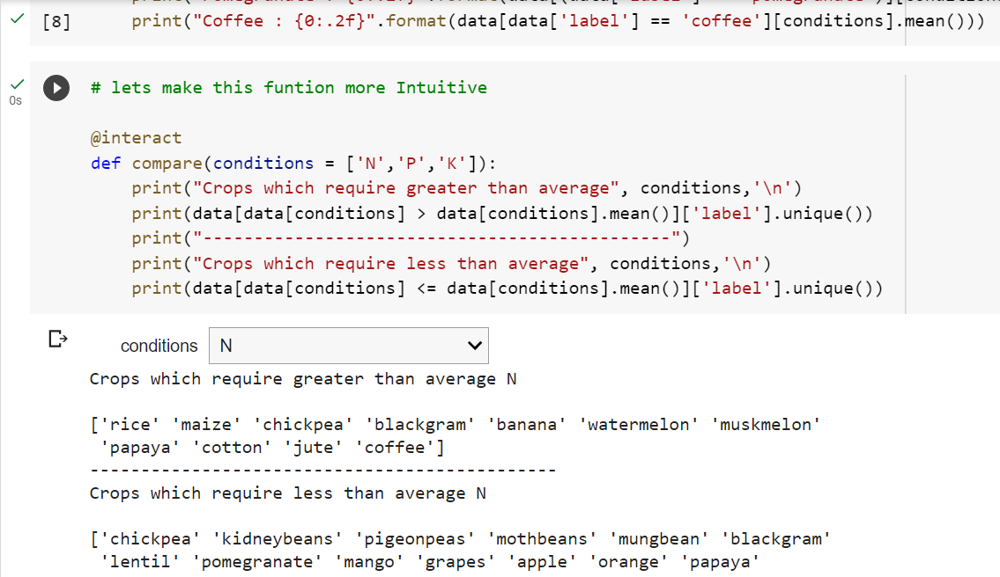 [8] print("Coffee : {0:.2f}".format(data[data['label'] == 'coffee'][conditions].mean()))
0s
# lets make this funtion more Intuitive
@interact
def compare(conditions = ['N','P','K']):
print("Crops which require greater than average", conditions,'\n')
print(data[data[conditions] > data[conditions].mean()]['label'].unique())
print("----------------------------------------------")
print("Crops which require less than average", conditions,'\n')
print(data[data[conditions] <= data[conditions].mean()]['label'].unique())
conditions N
Crops which require greater than average N
['rice' 'maize' 'chickpea' 'blackgram' 'banana' 'watermelon' 'muskmelon'
'papaya' 'cotton' 'jute' 'coffee']
----------------------------------------------
Crops which require less than average N
['chickpea' 'kidneybeans' 'pigeonpeas' 'mothbeans' 'mungbean' 'blackgram'
'lentil' 'pomegranate' 'mango' 'grapes' 'apple' 'orange' 'papaya'